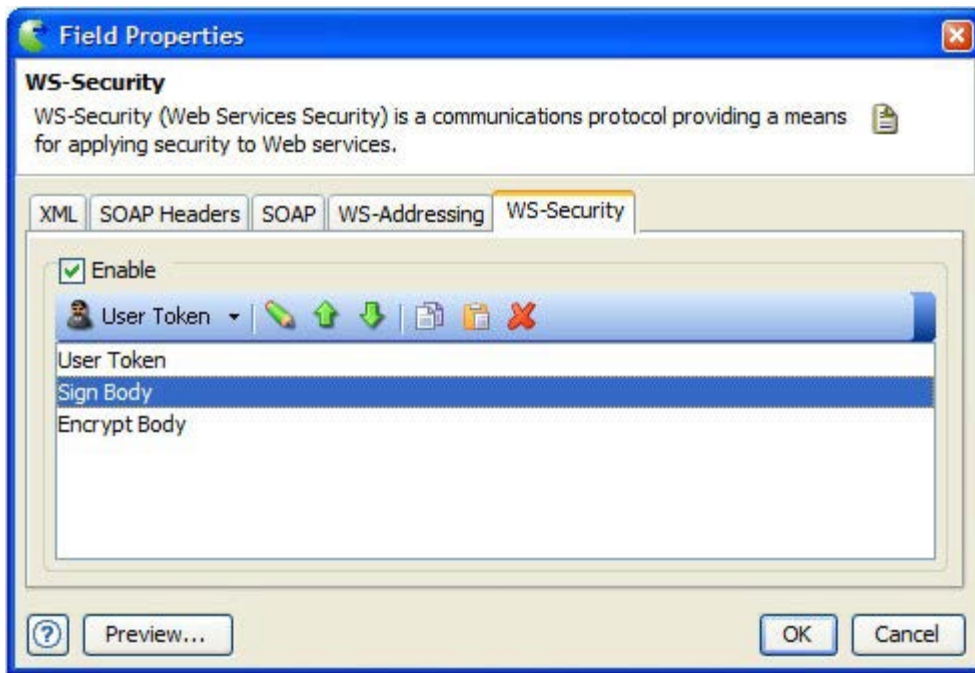 Field Properties
WS-Security
WS-Security (Web Services Security) is a communications protocol providing a means
for applying security to Web services.
XML SOAP Headers SOAP WS-Addressing WS-Security
Enable
User Token
User Token
Sign Body
Encrypt Body
? Preview... OK Cancel